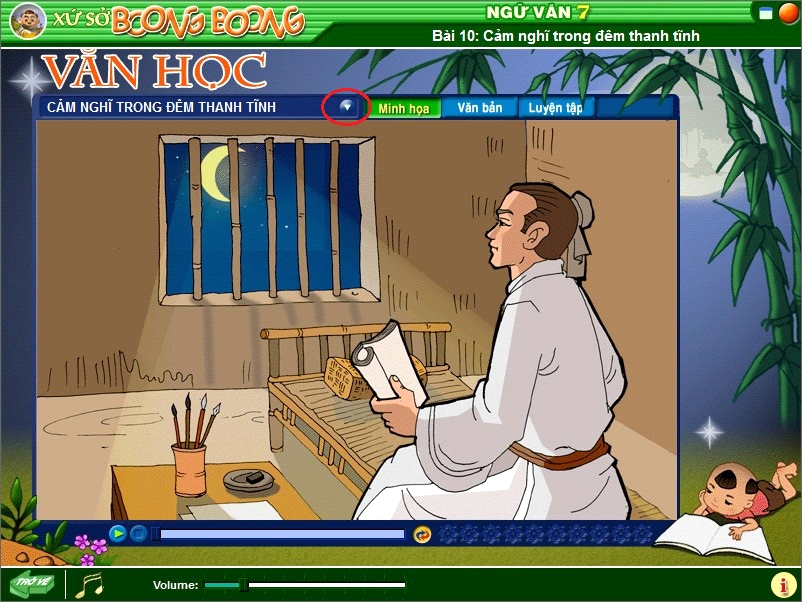 XỨ SỞ BOONG BOONG
NGỮ VĂN 7
Bài 10: Cảm nghĩ trong đêm thanh tĩnh
VĂN HỌC
CẢM NGHĨ TRONG ĐÊM THANH TĨNH
Minh họa
Văn bản
Luyện tập
TRỞ VỀ
Volume:
i